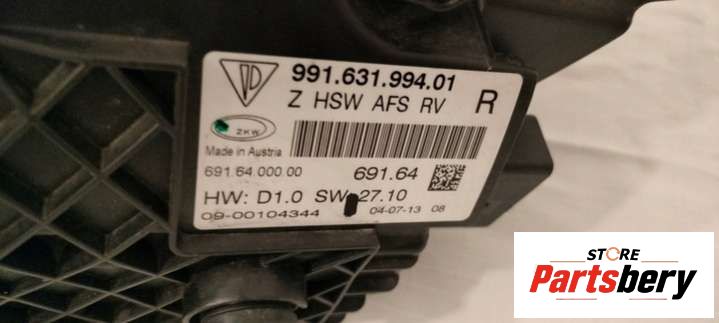 991.631.994.01
Z HSW AFS RV R
ZKW
Made in Austria
691.64.000.00 691.64
HW: D1.0 SW: 27.10
09-00104344 04-07-13 08
STORE
Partsbery